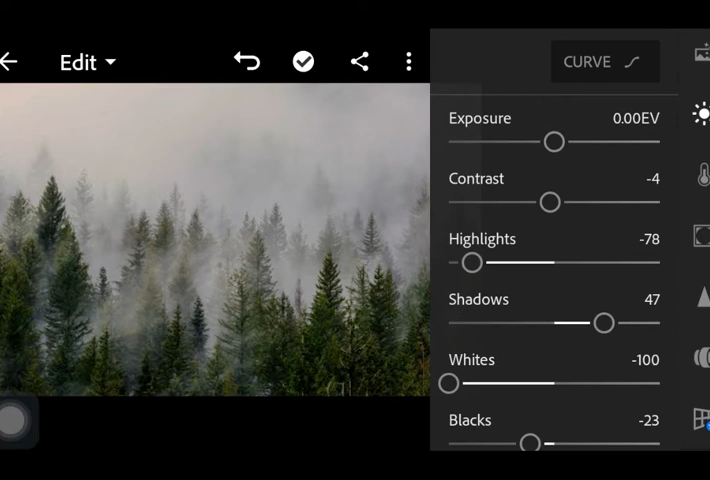 Edit
CURVE
Exposure 0.00EV
Contrast -4
Highlights -78
Shadows 47
Whites -100
Blacks -23